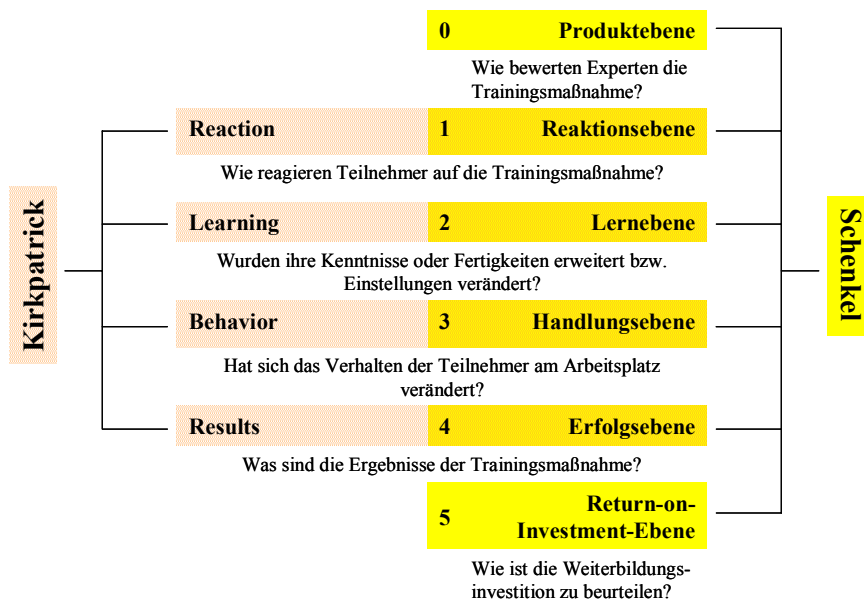 0 Produktebene
Wie bewerten Experten die
Trainingsmaßnahme?
Reaction 1 Reaktionsebene
Wie reagieren Teilnehmer auf die Trainingsmaßnahme?
Kirkpatrick
Learning 2 Lernebene
Schenkel
Wurden ihre Kenntnisse oder Fertigkeiten erweitert bzw.
Einstellungen verändert?
Behavior 3 Handlungsebene
Hat sich das Verhalten der Teilnehmer am Arbeitsplatz
verändert?
Results 4 Erfolgsebene
Was sind die Ergebnisse der Trainingsmaßnahme?
5 Return-on-
Investment-Ebene
Wie ist die Weiterbildungs-
investition zu beurteilen?